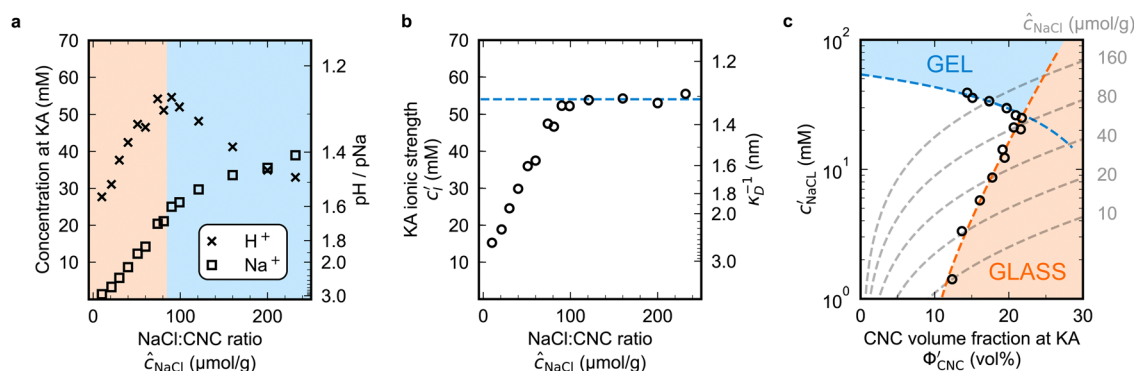 a
70
60
50
40
30
20
10
Concentration at KA (mM)
1.2
1.4
1.6
1.8
2.0
3.0
pH / pNa
H⁺
Na⁺
0
100
200
NaCl:CNC ratio
ĉNaCl (μmol/g)
b
70
60
50
40
30
20
10
KA ionic strength
c′I (mM)
1.2
1.4
1.6
2.0
3.0
κD⁻¹ (nm)
0
100
200
NaCl:CNC ratio
ĉNaCl (μmol/g)
c
ĉNaCl (μmol/g)
10²
10¹
10⁰
c′NaCl (mM)
GEL
GLASS
160
80
40
20
10
0
10
20
30
CNC volume fraction at KA
Φ′CNC (vol%)